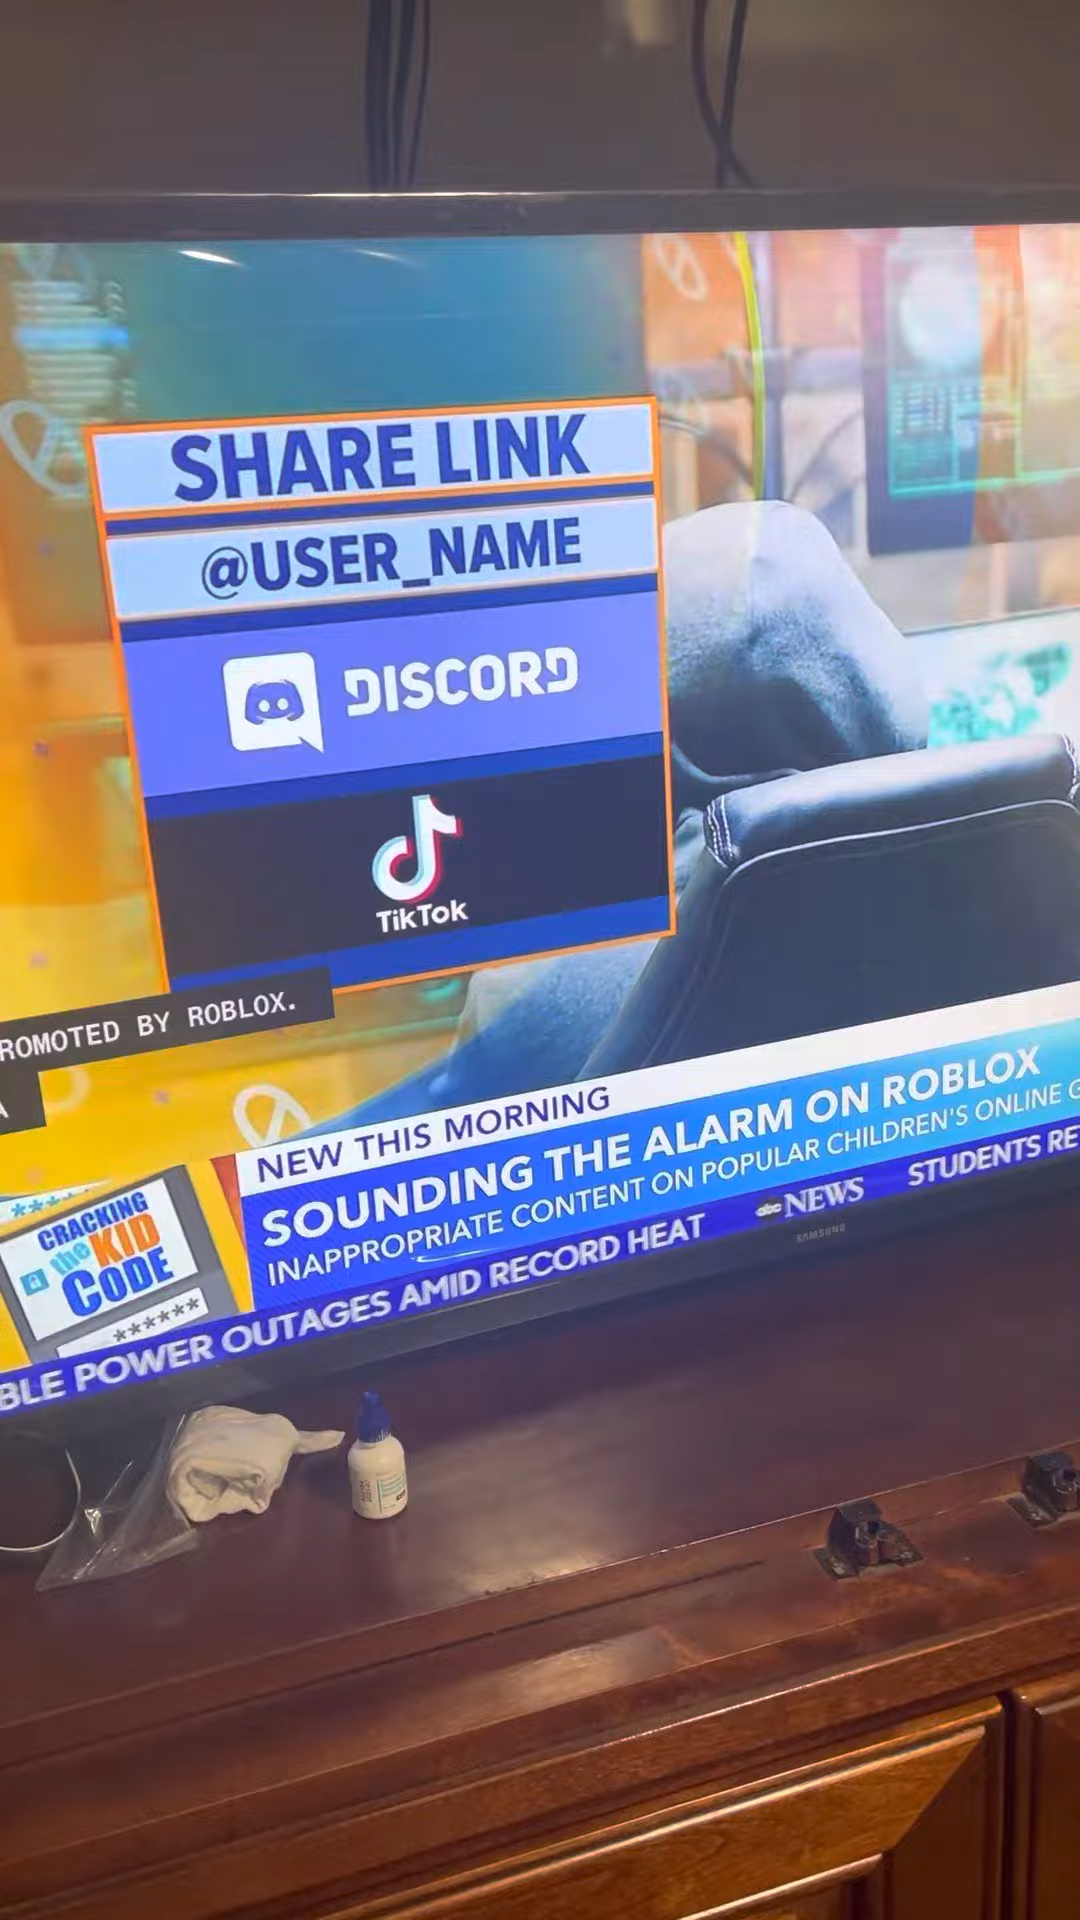 SHARE LINK
@USER_NAME
DISCORD
TikTok
ROMOTED BY ROBLOX.
A
NEW THIS MORNING
SOUNDING THE ALARM ON ROBLOX
INAPPROPRIATE CONTENT ON POPULAR CHILDREN'S ONLINE G
CRACKING
the KID
CODE
******
BLE POWER OUTAGES AMID RECORD HEAT abc NEWS STUDENTS RE
SAMSUNG